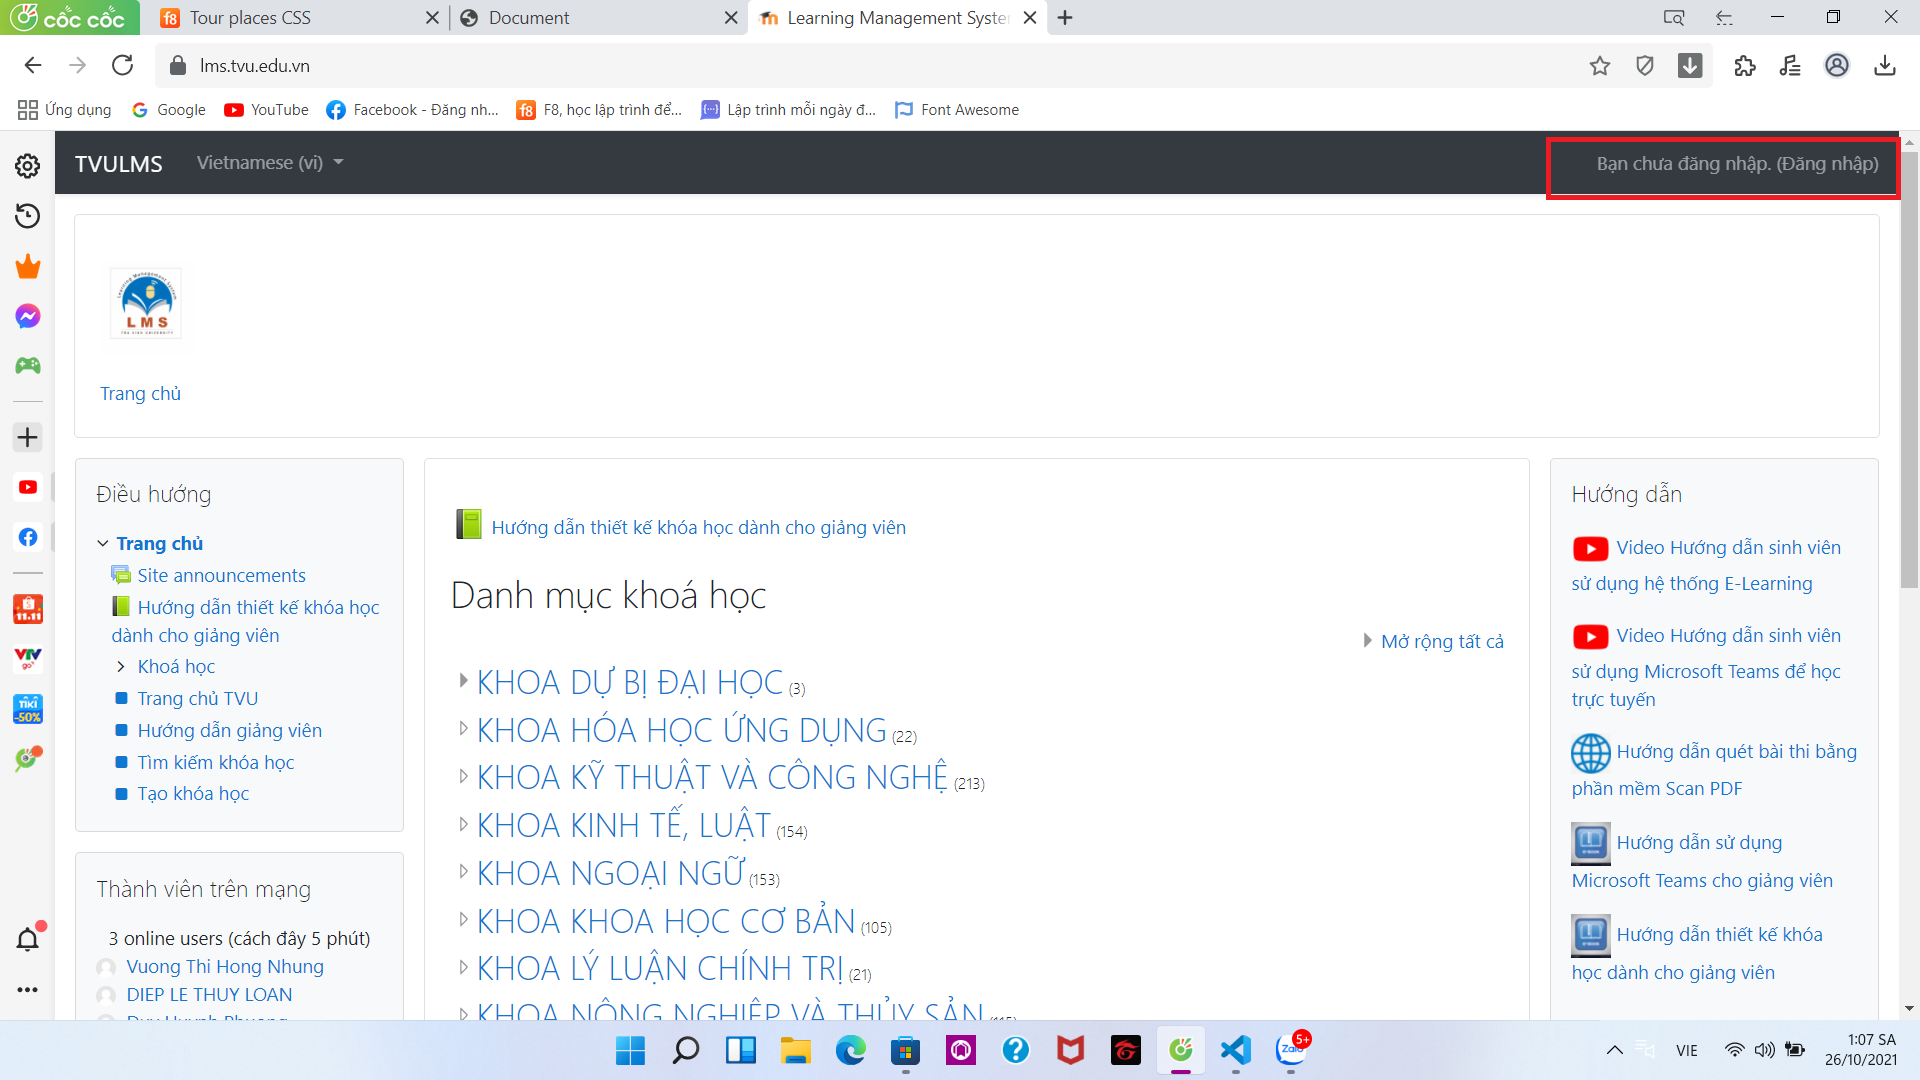 cốc cốc
Tour places CSS
Document
Learning Management Syste
lms.tvu.edu.vn
Ứng dụng
Google
YouTube
Facebook - Đăng nh...
F8, học lập trình để...
Lập trình mỗi ngày đ...
Font Awesome
TVULMS
Vietnamese (vi)
Bạn chưa đăng nhập. (Đăng nhập)
LMS
Trang chủ
Điều hướng
Trang chủ
Site announcements
Hướng dẫn thiết kế khóa học
dành cho giảng viên
Khoá học
Trang chủ TVU
Hướng dẫn giảng viên
Tìm kiếm khóa học
Tạo khóa học
Thành viên trên mạng
3 online users (cách đây 5 phút)
Vuong Thi Hong Nhung
DIEP LE THUY LOAN
Hướng dẫn thiết kế khóa học dành cho giảng viên
Danh mục khoá học
Mở rộng tất cả
KHOA DỰ BỊ ĐẠI HỌC (3)
KHOA HÓA HỌC ỨNG DỤNG (22)
KHOA KỸ THUẬT VÀ CÔNG NGHỆ (213)
KHOA KINH TẾ, LUẬT (154)
KHOA NGOẠI NGỮ (153)
KHOA KHOA HỌC CƠ BẢN (105)
KHOA LÝ LUẬN CHÍNH TRỊ (21)
KHOA NÔNG NGHIỆP VÀ THỦY SẢN
Hướng dẫn
Video Hướng dẫn sinh viên
sử dụng hệ thống E-Learning
Video Hướng dẫn sinh viên
sử dụng Microsoft Teams để học
trực tuyến
Hướng dẫn quét bài thi bằng
phần mềm Scan PDF
Hướng dẫn sử dụng
Microsoft Teams cho giảng viên
Hướng dẫn thiết kế khóa
học dành cho giảng viên
11.11
VTV
go
TIKI
-50%
Zalo
5+
VIE
1:07 SA
26/10/2021